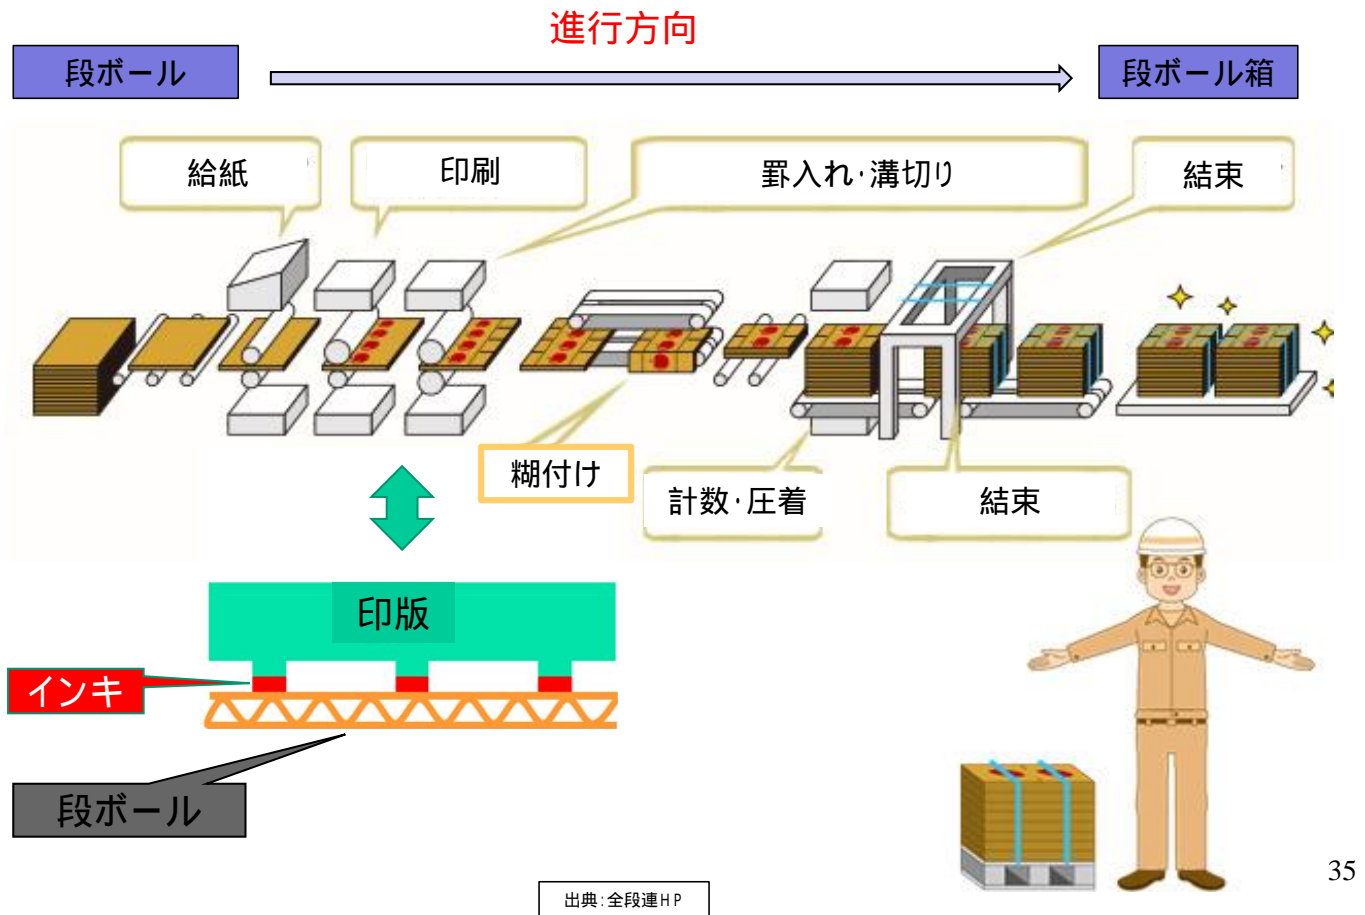 進行方向
段ボール
段ボール箱
給紙
印刷
罫入れ･溝切り
結束
糊付け
計数･圧着
結束
印版
インキ
段ボール
出典:全段連HP
35